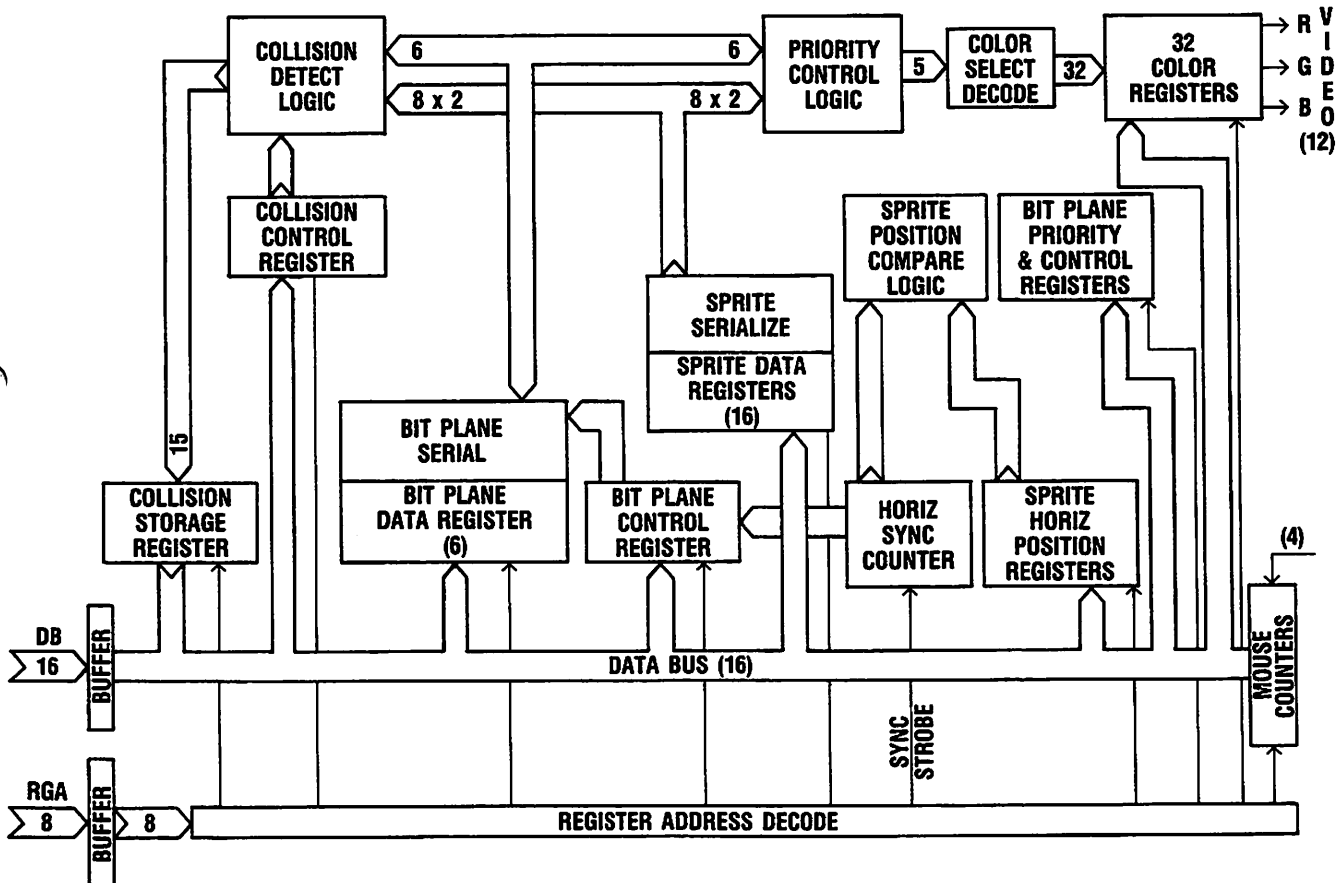 COLLISION
DETECT
LOGIC
6
6
8 x 2
8 x 2
PRIORITY
CONTROL
LOGIC
5
COLOR
SELECT
DECODE
32
32
COLOR
REGISTERS
R
G
B
VIDEO
(12)
COLLISION
CONTROL
REGISTER
SPRITE
POSITION
COMPARE
LOGIC
BIT PLANE
PRIORITY
& CONTROL
REGISTERS
SPRITE
SERIALIZE
SPRITE DATA
REGISTERS
(16)
15
BIT PLANE
SERIAL
BIT PLANE
DATA REGISTER
(6)
COLLISION
STORAGE
REGISTER
BIT PLANE
CONTROL
REGISTER
HORIZ
SYNC
COUNTER
SPRITE
HORIZ
POSITION
REGISTERS
(4)
MOUSE
COUNTERS
DB
16
BUFFER
DATA BUS (16)
SYNC
STROBE
RGA
8
BUFFER
8
REGISTER ADDRESS DECODE